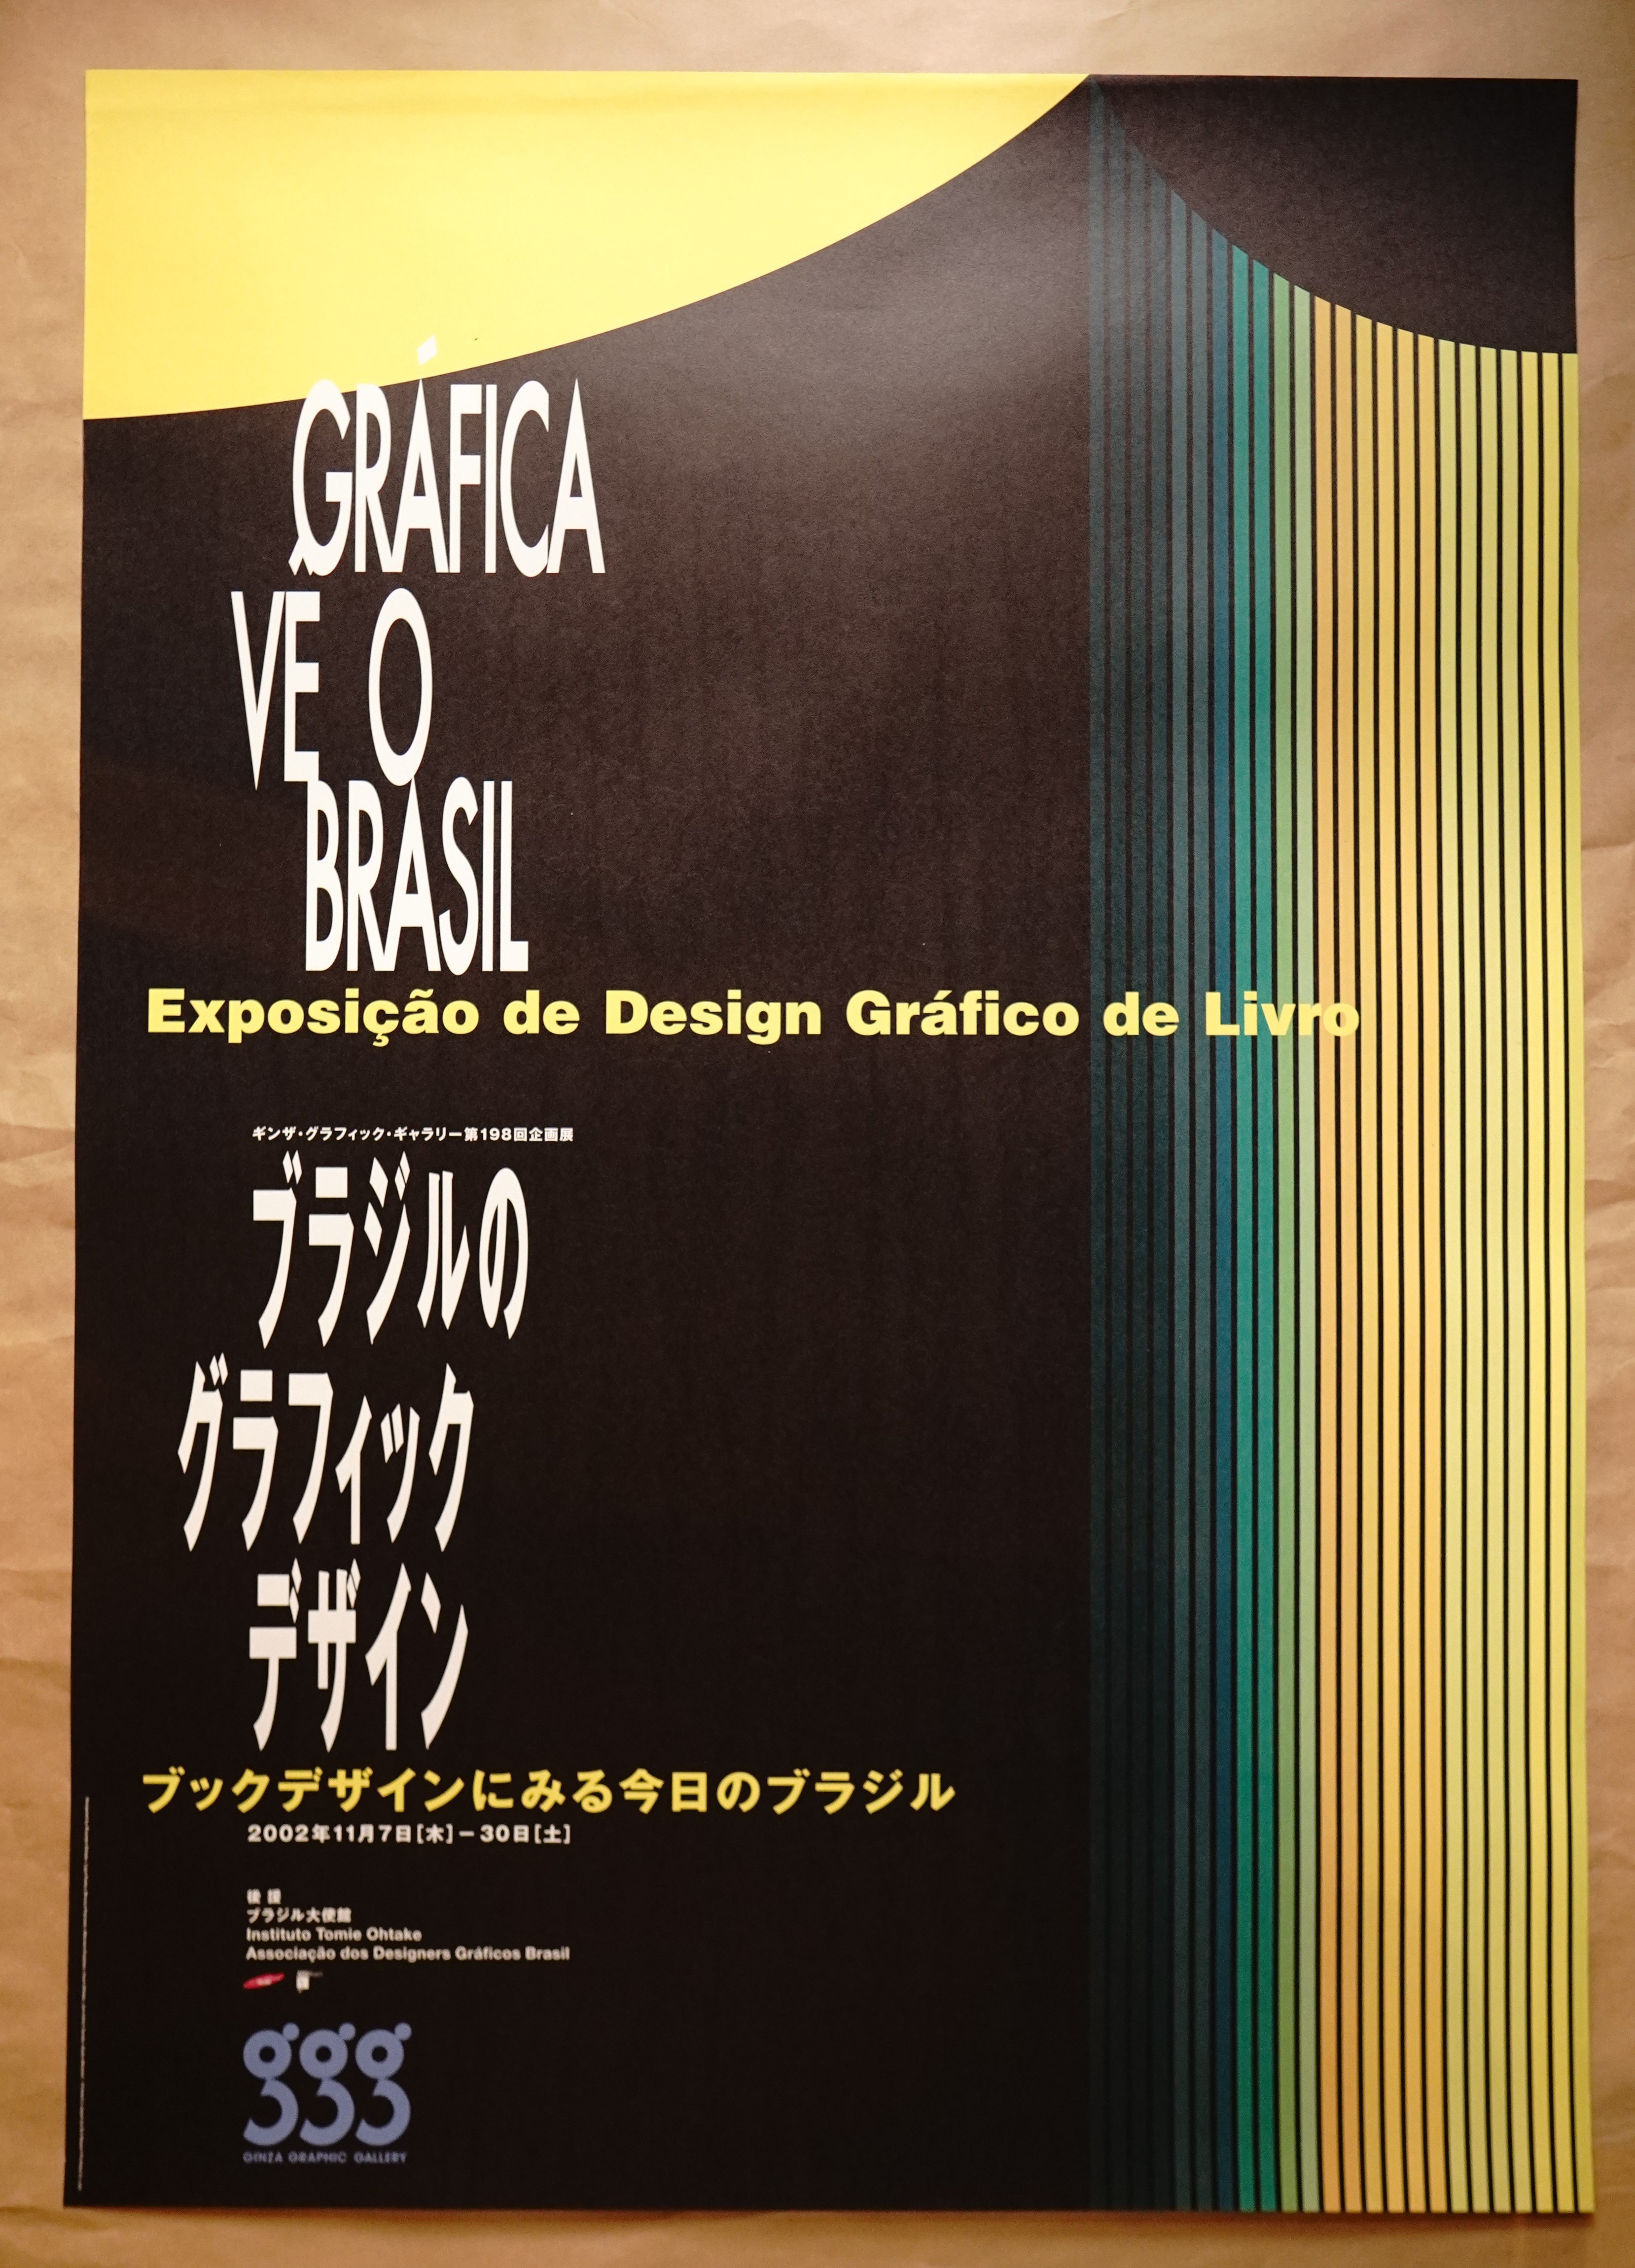 GRÁFICA
VÊ O
BRASIL
Exposição de Design Gráfico de Livro
ギンザ・グラフィック・ギャラリー第198回企画展
ブラジルの
グラフィック
デザイン
ブックデザインにみる今日のブラジル
2002年11月7日[木]−30日[土]
後援
ブラジル大使館
Instituto Tomie Ohtake
Associação dos Designers Gráficos Brasil
ggg
GINZA GRAPHIC GALLERY